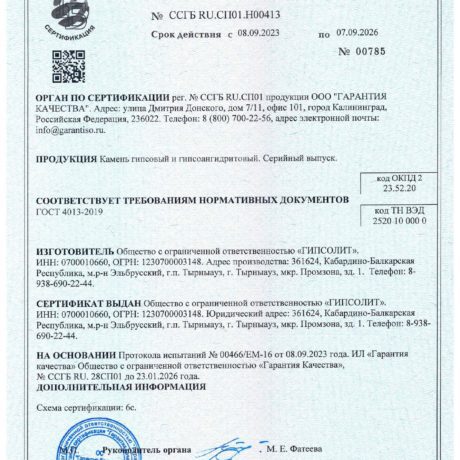 № ССГБ RU.СП01.Н00413
Срок действия с 08.09.2023 по 07.09.2026
СЕРТИФИКАЦИЯ
№ 00785
ОРГАН ПО СЕРТИФИКАЦИИ рег. № ССГБ RU.СП01 продукции ООО "ГАРАНТИЯ
КАЧЕСТВА". Адрес: улица Дмитрия Донского, дом 7/11, офис 101, город Калининград,
Российская Федерация, 236022. Телефон: 8 (800) 700-22-56, адрес электронной почты:
info@garantiso.ru.
ПРОДУКЦИЯ Камень гипсовый и гипсоангидритовый. Серийный выпуск.
код ОКПД 2
23.52.20
СООТВЕТСТВУЕТ ТРЕБОВАНИЯМ НОРМАТИВНЫХ ДОКУМЕНТОВ
ГОСТ 4013-2019
код ТН ВЭД
2520 10 000 0
ИЗГОТОВИТЕЛЬ Общество с ограниченной ответственностью «ГИПСОЛИТ».
ИНН: 0700010660, ОГРН: 1230700003148. Адрес производства: 361624, Кабардино-Балкарская
Республика, м.р-н Эльбрусский, г.п. Тырныауз, г. Тырныауз, мкр. Промзона, зд. 1. Телефон: 8-
938-690-22-44.
СЕРТИФИКАТ ВЫДАН Общество с ограниченной ответственностью «ГИПСОЛИТ».
ИНН: 0700010660, ОГРН: 1230700003148. Юридический адрес: 361624, Кабардино-Балкарская
Республика, м.р-н Эльбрусский, г.п. Тырныауз, г. Тырныауз, мкр. Промзона, зд. 1. Телефон: 8-938-
690-22-44.
НА ОСНОВАНИИ Протокола испытаний № 00466/ЕМ-16 от 08.09.2023 года. ИЛ «Гарантия
качества» Общество с ограниченной ответственностью «Гарантия Качества»,
№ ССГБ RU. 28СП01 до 23.01.2026 года.
ДОПОЛНИТЕЛЬНАЯ ИНФОРМАЦИЯ
Схема сертификации: 6с.
М.П. Руководитель органа М. Е. Фатеева